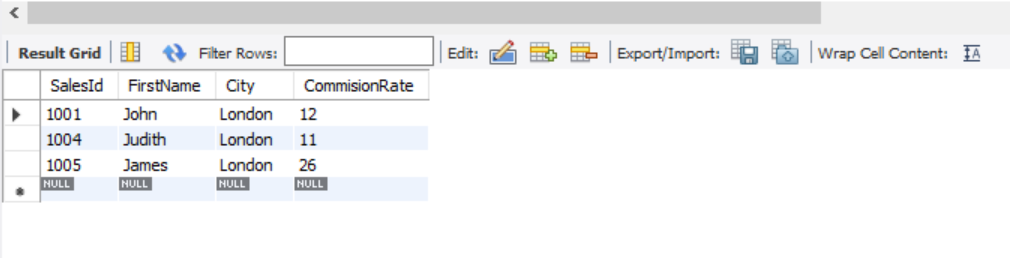 Result Grid Filter Rows: Edit: Export/Import: Wrap Cell Content: IA
SalesId FirstName City CommisionRate
1001 John London 12
1004 Judith London 11
1005 James London 26
NULL NULL NULL NULL